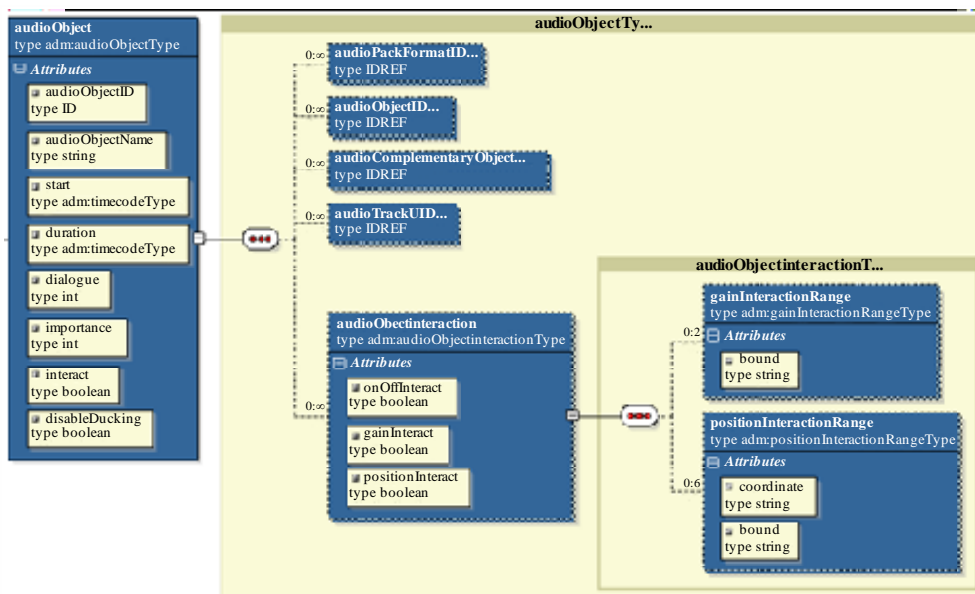 audioObject
type adm:audioObjectType
Attributes
audioObjectID
type ID
audioObjectName
type string
start
type adm:timecodeType
duration
type adm:timecodeType
dialogue
type int
importance
type int
interact
type boolean
disableDucking
type boolean
audioObjectTy...
0:∞
audioPackFormatID...
type IDREF
0:∞
audioObjectID...
type IDREF
0:∞
audioComplementaryObject...
type IDREF
0:∞
audioTrackUID...
type IDREF
0:∞
audioObectinteraction
type adm:audioObjectinteractionType
Attributes
onOffInteract
type boolean
gainInteract
type boolean
positionInteract
type boolean
audioObjectinteractionT...
0:2
gainInteractionRange
type adm:gainInteractionRangeType
Attributes
bound
type string
0:6
positionInteractionRange
type adm:positionInteractionRangeType
Attributes
coordinate
type string
bound
type string